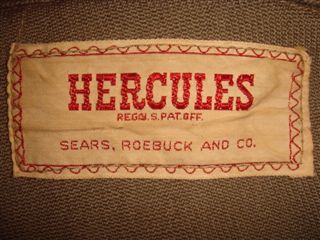 HERCULES
REG.U.S.PAT.OFF.
SEARS, ROEBUCK AND CO.